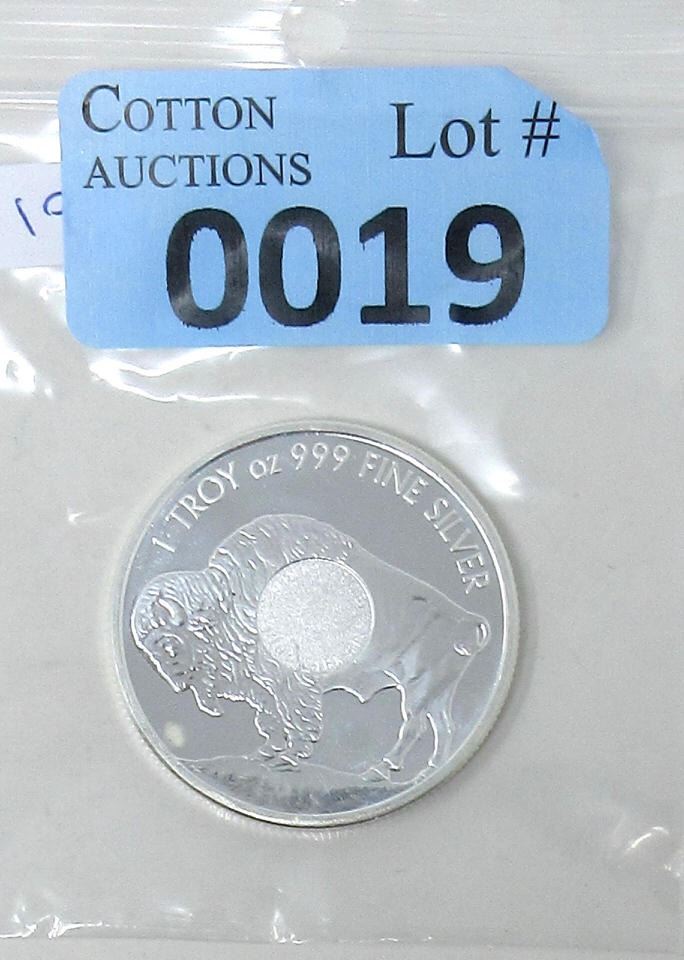 COTTON
AUCTIONS
Lot #
0019
1 TROY oz 999 FINE SILVER